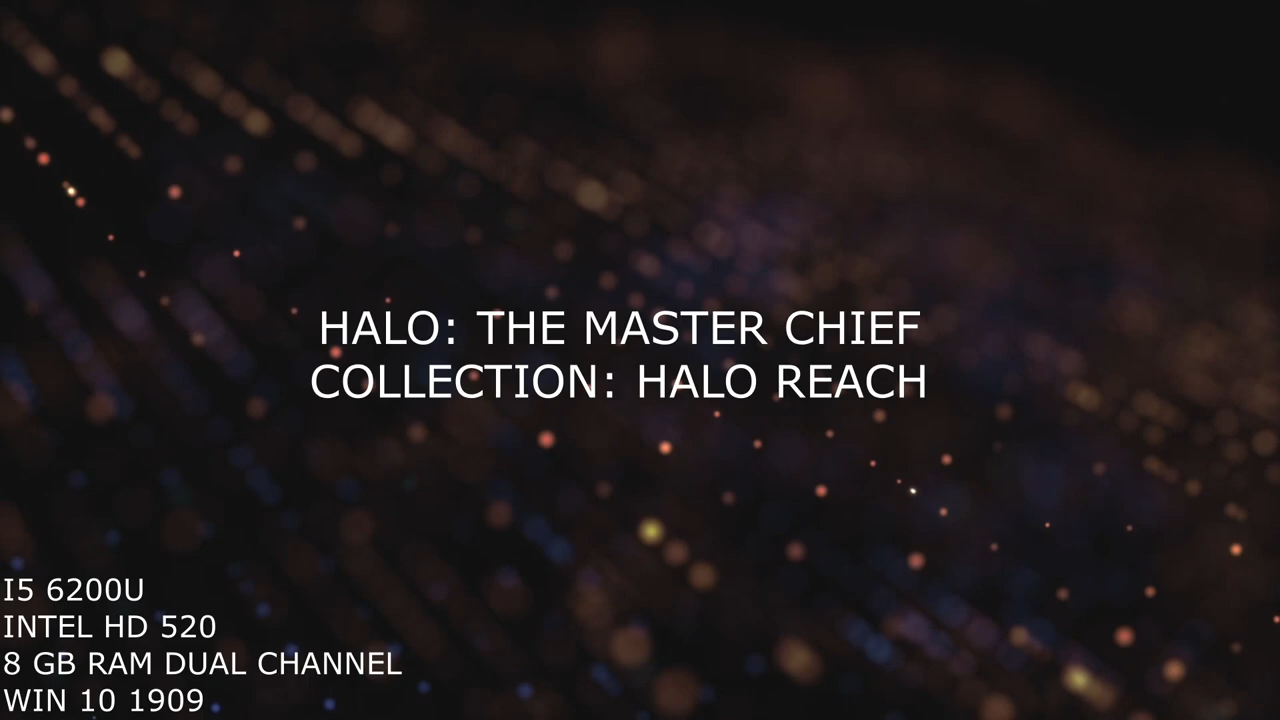 HALO: THE MASTER CHIEF
COLLECTION: HALO REACH
I5 6200U
INTEL HD 520
8 GB RAM DUAL CHANNEL
WIN 10 1909